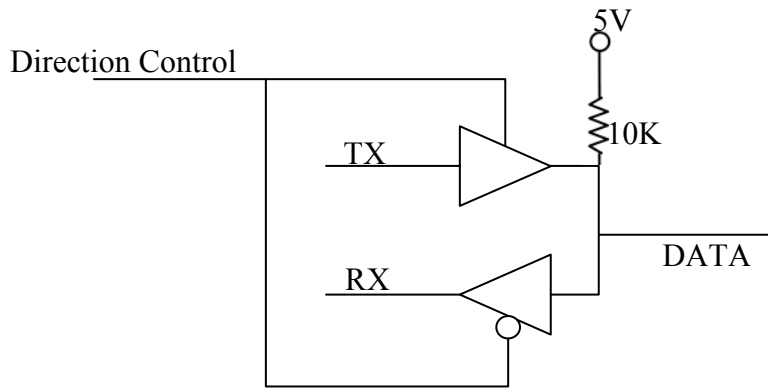 5V
Direction Control
10K
TX
DATA
RX